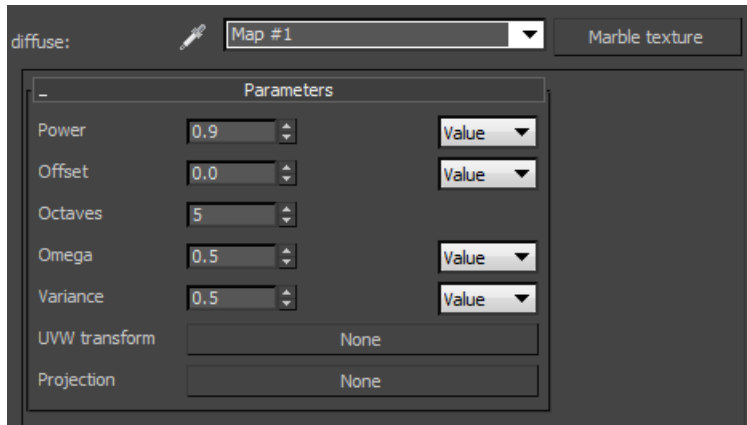 diffuse: Map #1 Marble texture
- Parameters
Power 0.9 Value
Offset 0.0 Value
Octaves 5
Omega 0.5 Value
Variance 0.5 Value
UVW transform None
Projection None